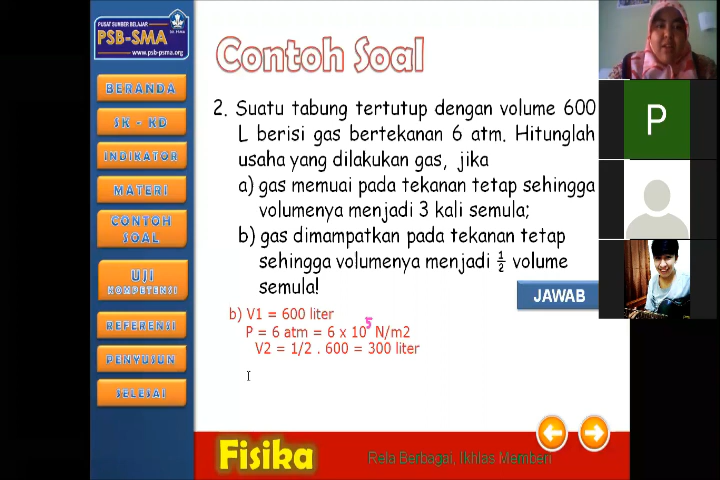 PUSAT SUMBER BELAJAR
PSB-SMA
www.psb-psma.org
BERANDA
SK - KD
INDIKATOR
MATERI
CONTOH
SOAL
UJI
KOMPETENSI
REFERENSI
PENYUSUN
SELESAI
Contoh Soal
2. Suatu tabung tertutup dengan volume 600
L berisi gas bertekanan 6 atm. Hitunglah
usaha yang dilakukan gas, jika
a) gas memuai pada tekanan tetap sehingga
volumenya menjadi 3 kali semula;
b) gas dimampatkan pada tekanan tetap
sehingga volumenya menjadi 1/2 volume
semula!
JAWAB
b) V1 = 600 liter
P = 6 atm = 6 x 10^5 N/m2
V2 = 1/2 . 600 = 300 liter
Fisika
Rela Berbagai, Ikhlas Memberi
P